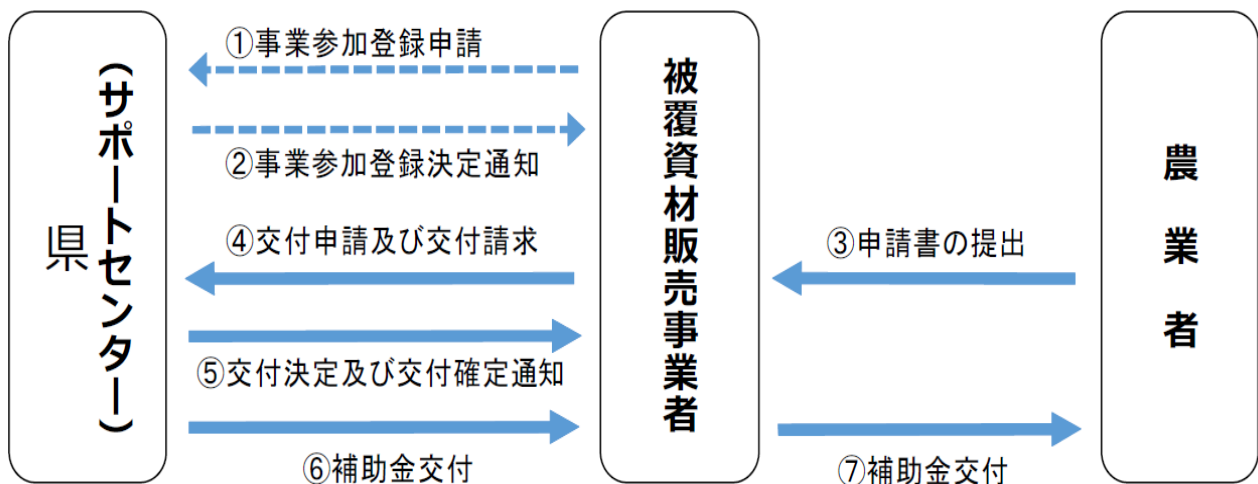 県
（サポートセンター）
①事業参加登録申請
②事業参加登録決定通知
④交付申請及び交付請求
⑤交付決定及び交付確定通知
⑥補助金交付
被覆資材販売事業者
③申請書の提出
⑦補助金交付
農業者